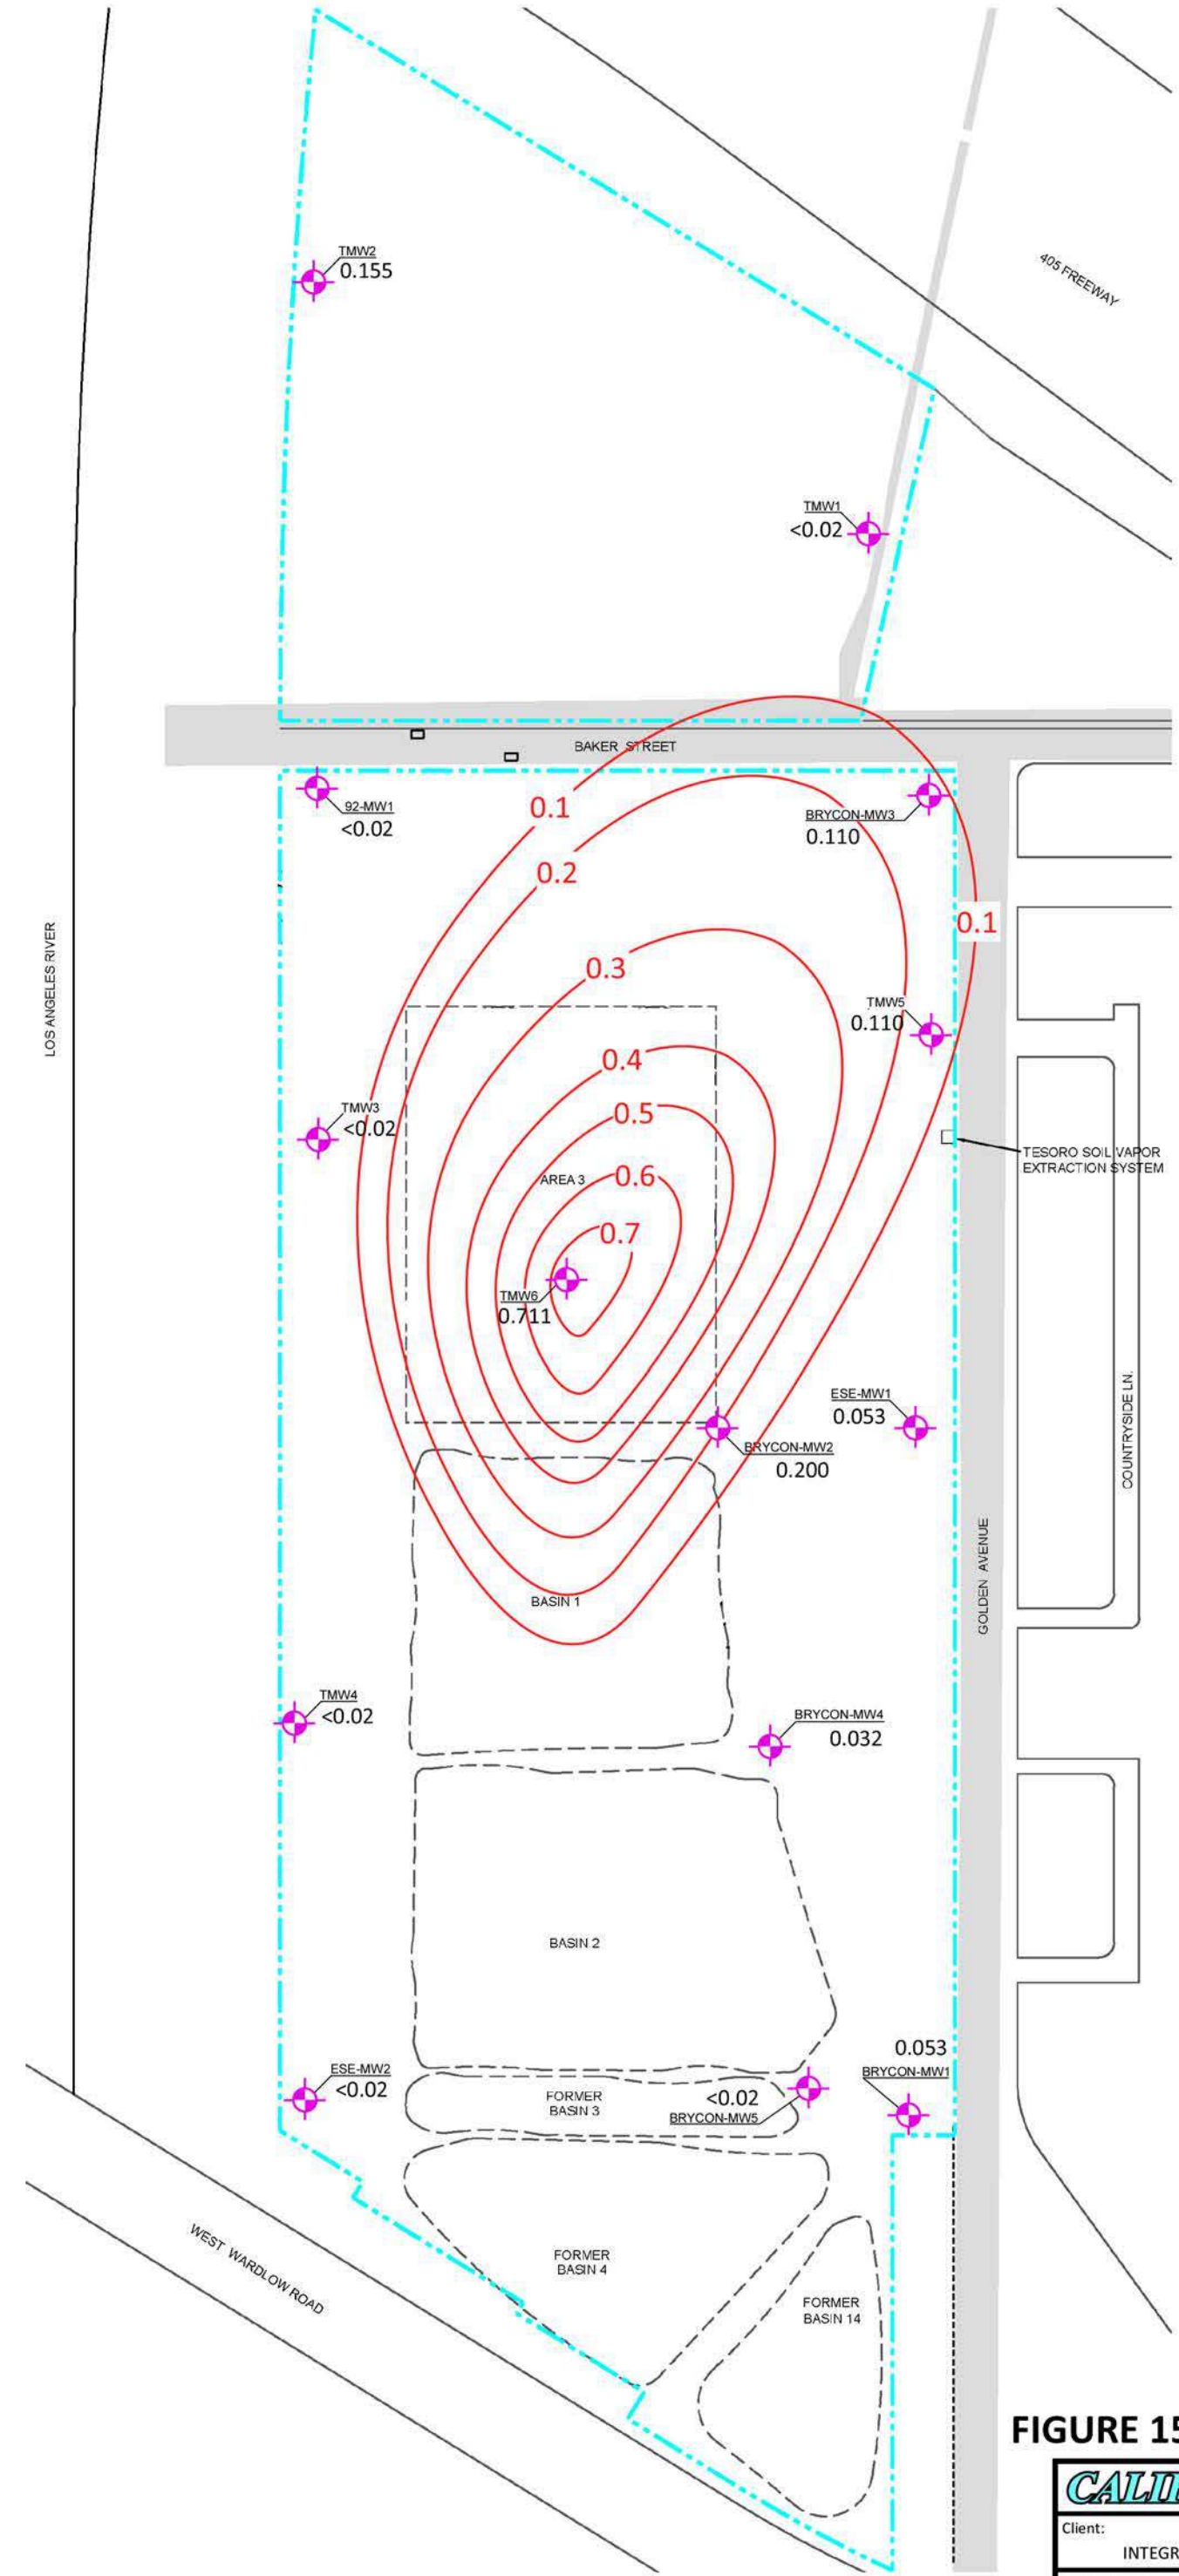 TMW2
0.155
405 FREEWAY
TMW1
<0.02
BAKER STREET
0.1
92-MW1
<0.02
BRYCON-MW3
0.110
0.2
0.1
LOS ANGELES RIVER
0.3
TMW5
0.110
0.4
TMW3
<0.02
0.5
TESORO SOIL VAPOR
EXTRACTION SYSTEM
AREA 3
0.6
0.7
TMW6
0.711
ESE-MW1
0.053
BRYCON-MW2
0.200
COUNTRYSIDE LN.
GOLDEN AVENUE
BASIN 1
TMW4
<0.02
BRYCON-MW4
0.032
BASIN 2
0.053
BRYCON-MW1
ESE-MW2
<0.02
FORMER
BASIN 3
<0.02
BRYCON-MW5
WEST WARDLOW ROAD
FORMER
BASIN 4
FORMER
BASIN 14
FIGURE 15
Client: